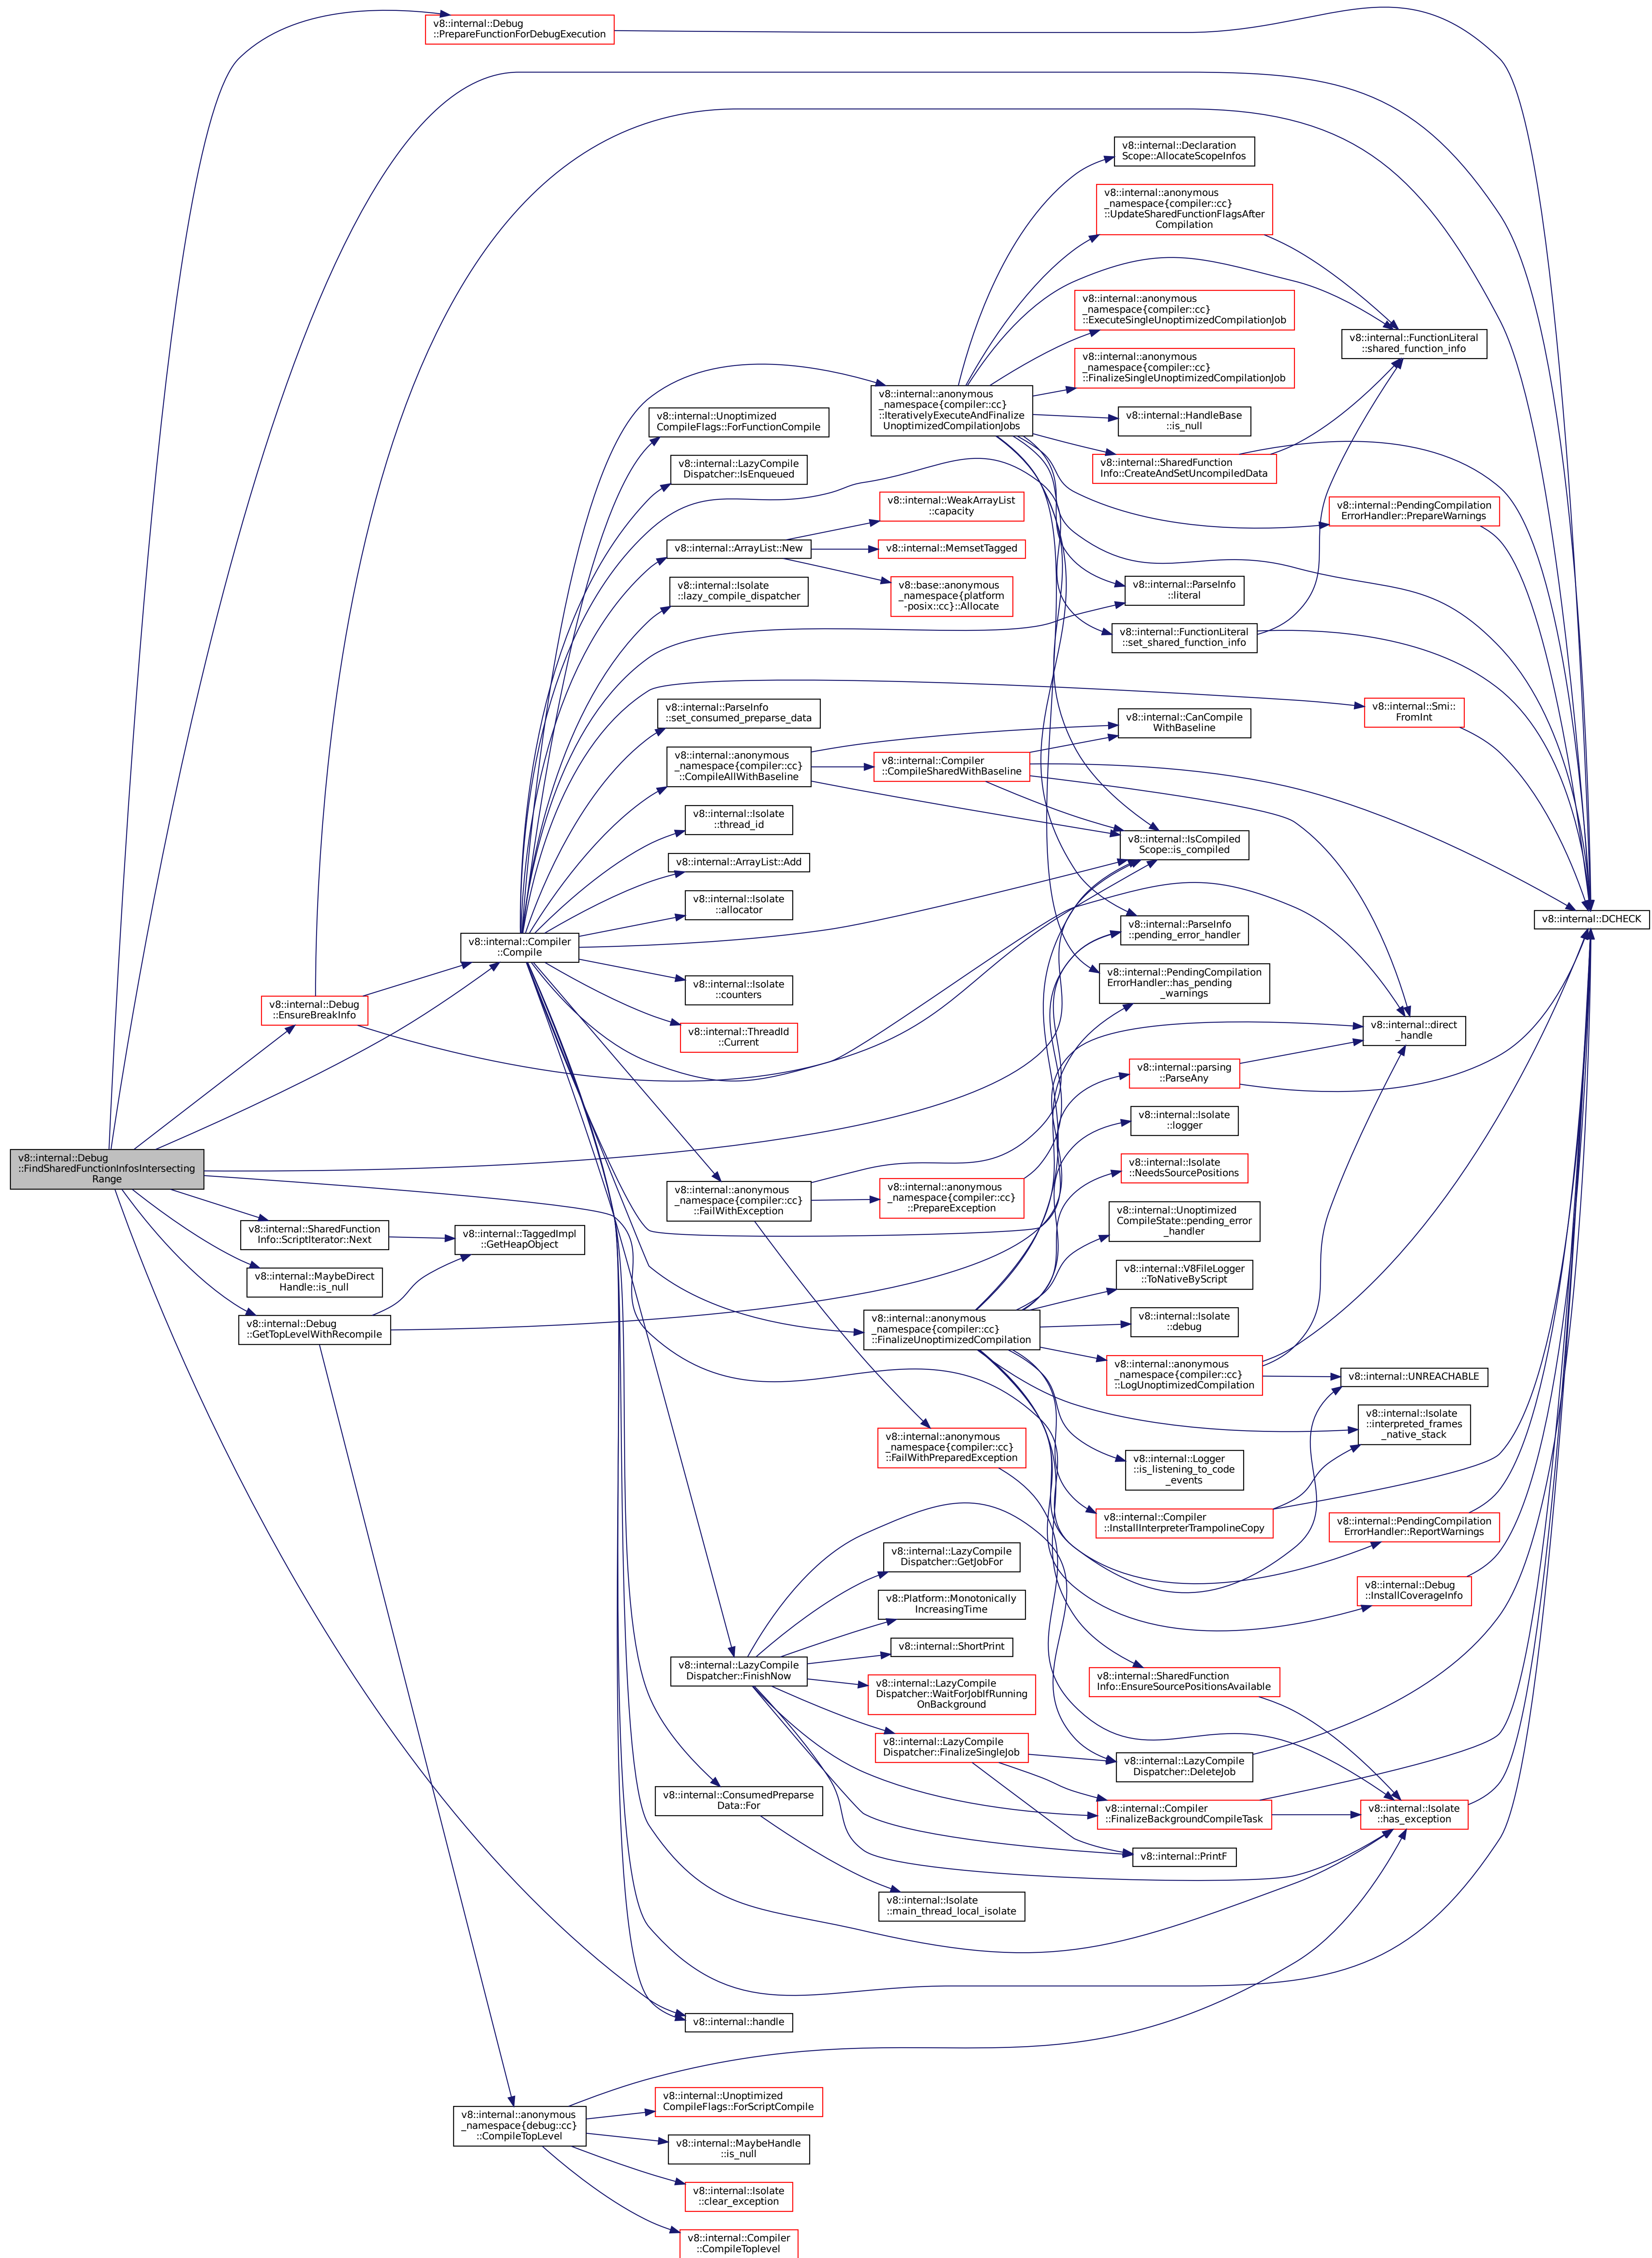 v8::internal::Debug
::PrepareFunctionForDebugExecution
v8::internal::Declaration
Scope::AllocateScopeInfos
v8::internal::anonymous
_namespace{compiler::cc}
::UpdateSharedFunctionFlagsAfter
Compilation
v8::internal::anonymous
_namespace{compiler::cc}
::ExecuteSingleUnoptimizedCompilationJob
v8::internal::FunctionLiteral
::shared_function_info
v8::internal::anonymous
_namespace{compiler::cc}
::FinalizeSingleUnoptimizedCompilationJob
v8::internal::anonymous
_namespace{compiler::cc}
::IterativelyExecuteAndFinalize
UnoptimizedCompilationJobs
v8::internal::Unoptimized
CompileFlags::ForFunctionCompile
v8::internal::HandleBase
::is_null
v8::internal::LazyCompile
Dispatcher::IsEnqueued
v8::internal::SharedFunction
Info::CreateAndSetUncompiledData
v8::internal::WeakArrayList
::capacity
v8::internal::PendingCompilation
ErrorHandler::PrepareWarnings
v8::internal::ArrayList::New
v8::internal::MemsetTagged
v8::internal::Isolate
::lazy_compile_dispatcher
v8::base::anonymous
_namespace{platform
-posix::cc}::Allocate
v8::internal::ParseInfo
::literal
v8::internal::FunctionLiteral
::set_shared_function_info
v8::internal::ParseInfo
::set_consumed_preparse_data
v8::internal::Smi::
FromInt
v8::internal::CanCompile
WithBaseline
v8::internal::anonymous
_namespace{compiler::cc}
::CompileAllWithBaseline
v8::internal::Compiler
::CompileSharedWithBaseline
v8::internal::Isolate
::thread_id
v8::internal::IsCompiled
Scope::is_compiled
v8::internal::ArrayList::Add
v8::internal::Isolate
::allocator
v8::internal::ParseInfo
::pending_error_handler
v8::internal::DCHECK
v8::internal::Compiler
::Compile
v8::internal::Isolate
::counters
v8::internal::PendingCompilation
ErrorHandler::has_pending
_warnings
v8::internal::Debug
::EnsureBreakInfo
v8::internal::ThreadId
::Current
v8::internal::direct
_handle
v8::internal::parsing
::ParseAny
v8::internal::Isolate
::logger
v8::internal::Debug
::FindSharedFunctionInfosIntersecting
Range
v8::internal::Isolate
::NeedsSourcePositions
v8::internal::anonymous
_namespace{compiler::cc}
::FailWithException
v8::internal::anonymous
_namespace{compiler::cc}
::PrepareException
v8::internal::Unoptimized
CompileState::pending_error
_handler
v8::internal::SharedFunction
Info::ScriptIterator::Next
v8::internal::TaggedImpl
::GetHeapObject
v8::internal::MaybeDirect
Handle::is_null
v8::internal::V8FileLogger
::ToNativeByScript
v8::internal::Debug
::GetTopLevelWithRecompile
v8::internal::anonymous
_namespace{compiler::cc}
::FinalizeUnoptimizedCompilation
v8::internal::Isolate
::debug
v8::internal::anonymous
_namespace{compiler::cc}
::LogUnoptimizedCompilation
v8::internal::UNREACHABLE
v8::internal::Isolate
::interpreted_frames
_native_stack
v8::internal::anonymous
_namespace{compiler::cc}
::FailWithPreparedException
v8::internal::Logger
::is_listening_to_code
_events
v8::internal::Compiler
::InstallInterpreterTrampolineCopy
v8::internal::PendingCompilation
ErrorHandler::ReportWarnings
v8::internal::LazyCompile
Dispatcher::GetJobFor
v8::internal::Debug
::InstallCoverageInfo
v8::Platform::Monotonically
IncreasingTime
v8::internal::ShortPrint
v8::internal::LazyCompile
Dispatcher::FinishNow
v8::internal::LazyCompile
Dispatcher::WaitForJobIfRunning
OnBackground
v8::internal::SharedFunction
Info::EnsureSourcePositionsAvailable
v8::internal::LazyCompile
Dispatcher::FinalizeSingleJob
v8::internal::LazyCompile
Dispatcher::DeleteJob
v8::internal::ConsumedPreparse
Data::For
v8::internal::Compiler
::FinalizeBackgroundCompileTask
v8::internal::Isolate
::has_exception
v8::internal::PrintF
v8::internal::Isolate
::main_thread_local_isolate
v8::internal::handle
v8::internal::anonymous
_namespace{debug::cc}
::CompileTopLevel
v8::internal::Unoptimized
CompileFlags::ForScriptCompile
v8::internal::MaybeHandle
::is_null
v8::internal::Isolate
::clear_exception
v8::internal::Compiler
::CompileToplevel